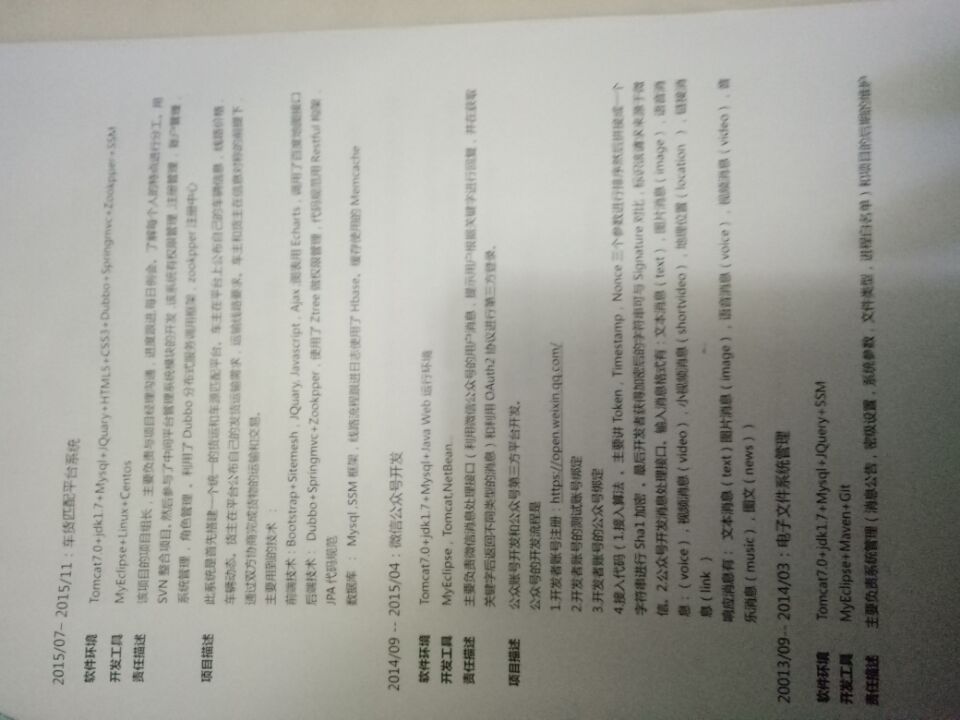 2015/07-- 2015/11：车货匹配平台系统
软件环境 Tomcat7.0+jdk1.7+Mysql+JQuary+HTML5+CSS3+Dubbo+Springmvc+Zookpper+SSM
开发工具 MyEclipse+Linux+Centos
责任描述 该项目的项目组长，主要负责与项目经理沟通，进度跟进,每日例会。了解每个人的特点进行分工。用
SVN 整合项目。然后参与了中间平台管理系统模块的开发 ,该系统有权限管理 ,注册管理 ，账户管理 ，
系统管理 ，角色管理 。利用了 Dubbo 分布式服务调用框架，zookpper 注册中心
项目描述 此系统是首先搭建一个统一的货运和车源匹配平台。车主在平台上公布自己的车辆信息，线路价格，
车辆动态。货主在平台公布自己的发货运输需求，运输线路要求。车主和货主在信息对称的前提下，
通过双方协商完成货物的运输和交易。
主要用到的技术 ：
前端技术：Bootstrap+Sitemesh，JQuary, Javascript，Ajax ;图表用 Echarts，调用了百度地图接口
后端技术： Dubbo+Springmvc+Zookpper，使用了 Ztree 做权限管理，代码规范用 Restful 构架，
JPA 代码规范
数据库 ： Mysql ,SSM 框架，线路流程跟进日志使用了 Hbase。缓存使用的 Memcache
2014/09 -- 2015/04：微信公众号开发
软件环境 Tomcat7.0+jdk1.7+Mysql+Java Web 运行环境
开发工具 MyEclipse，Tomcat,NetBean...
责任描述 主要负责微信消息处理接口（利用微信公众号的用户消息，提示用户根据关键字进行回复，并在获取
关键字后返回不同类型的消息）和利用 OAuth2 协议进行第三方登录。
项目描述 公众账号开发和公众号第三方平台开发。
公众号的开发流程是
1.开发者账号注册：https://open.weixin.qq.com/
2.开发者账号的测试账号绑定
3.开发者账号的公众号绑定
4.接入代码（1.接入算法 。主要讲 Token，Timestamp，Nonce 三个参数进行排序然后拼接成一个
字符串进行 Sha1 加密 。最后开发者获得加密后的字符串可与 Signature 对比，标识该请求来源于微
信。2.公众号开发消息处理接口。输入消息格式有：文本消息（text），图片消息（image），语音消
息：（voice），视频消息（video），小视频消息（shortvideo），地理位置（location ），链接消
息（link ）
响应消息有： 文本消息（text）图片消息（image），语音消息（voice），视频消息（video），音
乐消息（music），图文（news））
20013/09-- 2014/03：电子文件系统管理
软件环境 Tomcat7.0+jdk1.7+Mysql+JQuery+SSM
开发工具 MyEclipse+Maven+Git
责任描述 主要负责系统管理（消息公告，密级设置，系统参数，文件类型，进程白名单）和项目的后期的维护